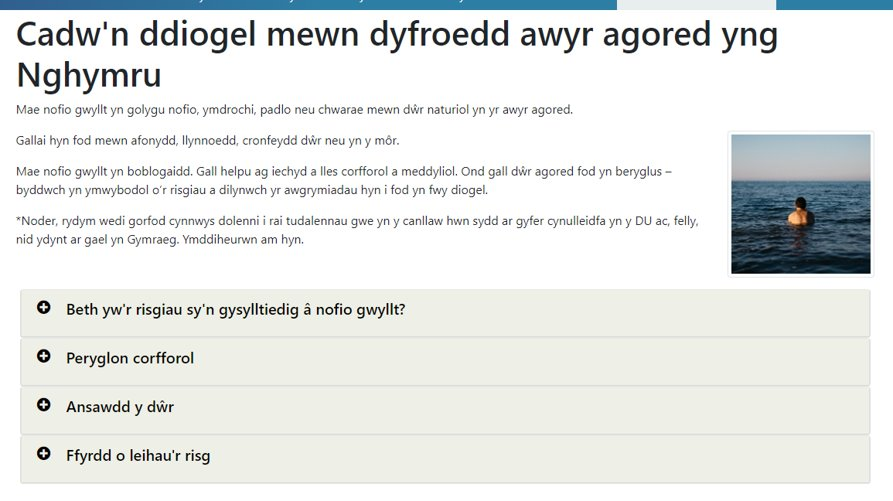 Cadw'n ddiogel mewn dyfroedd awyr agored yng
Nghymru
Mae nofio gwyllt yn golygu nofio, ymdrochi, padlo neu chwarae mewn dŵr naturiol yn yr awyr agored.
Gallai hyn fod mewn afonydd, llynnoedd, cronfeydd dŵr neu yn y môr.
Mae nofio gwyllt yn boblogaidd. Gall helpu ag iechyd a lles corfforol a meddyliol. Ond gall dŵr agored fod yn beryglus –
byddwch yn ymwybodol o'r risgiau a dilynwch yr awgrymiadau hyn i fod yn fwy diogel.
*Noder, rydym wedi gorfod cynnwys dolenni i rai tudalennau gwe yn y canllaw hwn sydd ar gyfer cynulleidfa yn y DU ac, felly,
nid ydynt ar gael yn Gymraeg. Ymddiheurwn am hyn.
Beth yw'r risgiau sy'n gysylltiedig â nofio gwyllt?
Peryglon corfforol
Ansawdd y dŵr
Ffyrdd o leihau'r risg